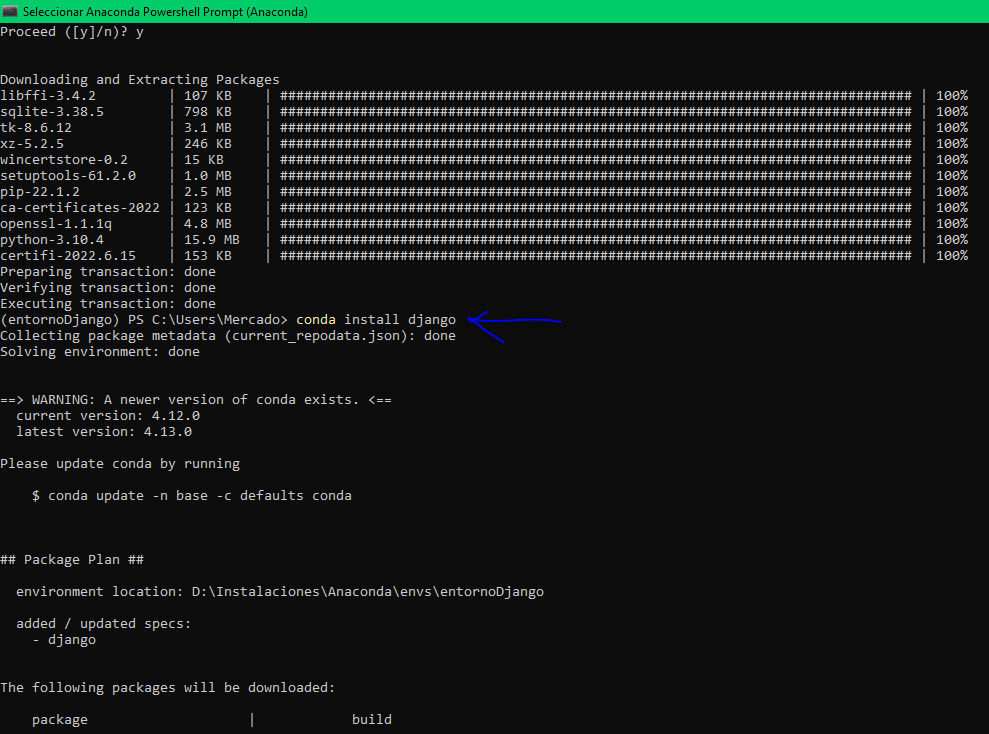 Seleccionar Anaconda Powershell Prompt (Anaconda)
Proceed ([y]/n)? y
Downloading and Extracting Packages
libffi-3.4.2         | 107 KB    | ############################################################################### | 100%
sqlite-3.38.5        | 798 KB    | ############################################################################### | 100%
tk-8.6.12            | 3.1 MB    | ############################################################################### | 100%
xz-5.2.5             | 246 KB    | ############################################################################### | 100%
wincertstore-0.2     | 15 KB     | ############################################################################### | 100%
setuptools-61.2.0    | 1.0 MB    | ############################################################################### | 100%
pip-22.1.2           | 2.5 MB    | ############################################################################### | 100%
ca-certificates-2022 | 123 KB    | ############################################################################### | 100%
openssl-1.1.1q       | 4.8 MB    | ############################################################################### | 100%
python-3.10.4        | 15.9 MB   | ############################################################################### | 100%
certifi-2022.6.15    | 153 KB    | ############################################################################### | 100%
Preparing transaction: done
Verifying transaction: done
Executing transaction: done
(entornoDjango) PS C:\Users\Mercado> conda install django
Collecting package metadata (current_repodata.json): done
Solving environment: done
==> WARNING: A newer version of conda exists. <==
  current version: 4.12.0
  latest version: 4.13.0
Please update conda by running
    $ conda update -n base -c defaults conda
## Package Plan ##
  environment location: D:\Instalaciones\Anaconda\envs\entornoDjango
  added / updated specs:
    - django
The following packages will be downloaded:
    package                    |            build